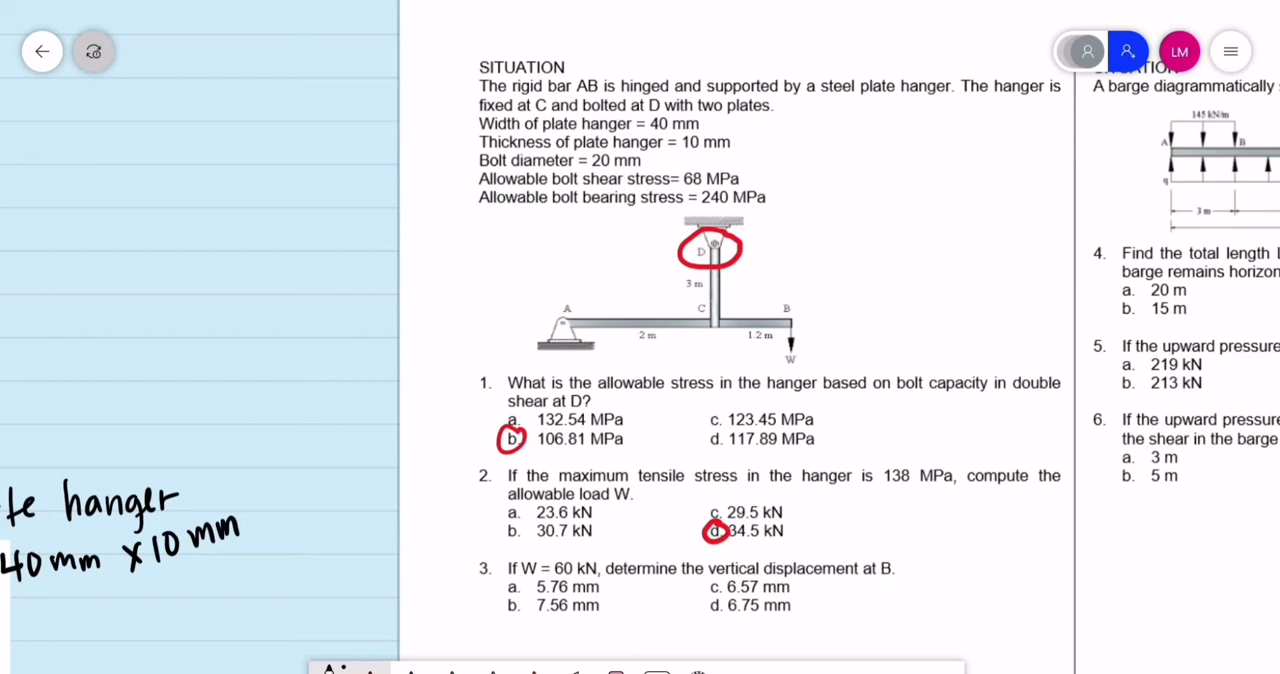 LM
SITUATION
The rigid bar AB is hinged and supported by a steel plate hanger. The hanger is
fixed at C and bolted at D with two plates.
Width of plate hanger = 40 mm
Thickness of plate hanger = 10 mm
Bolt diameter = 20 mm
Allowable bolt shear stress= 68 MPa
Allowable bolt bearing stress = 240 MPa
D
3 m
A
C
B
2 m
1.2 m
W
1. What is the allowable stress in the hanger based on bolt capacity in double
shear at D?
a. 132.54 MPa c. 123.45 MPa
b. 106.81 MPa d. 117.89 MPa
2. If the maximum tensile stress in the hanger is 138 MPa, compute the
allowable load W.
a. 23.6 kN c. 29.5 kN
b. 30.7 kN d. 34.5 kN
3. If W = 60 kN, determine the vertical displacement at B.
a. 5.76 mm c. 6.57 mm
b. 7.56 mm d. 6.75 mm
te hanger
40 mm x 10 mm
A barge diagrammatically
145 kN/m
A
B
q
3 m
4. Find the total length
barge remains horizon
a. 20 m
b. 15 m
5. If the upward pressure
a. 219 kN
b. 213 kN
6. If the upward pressure
the shear in the barge
a. 3 m
b. 5 m